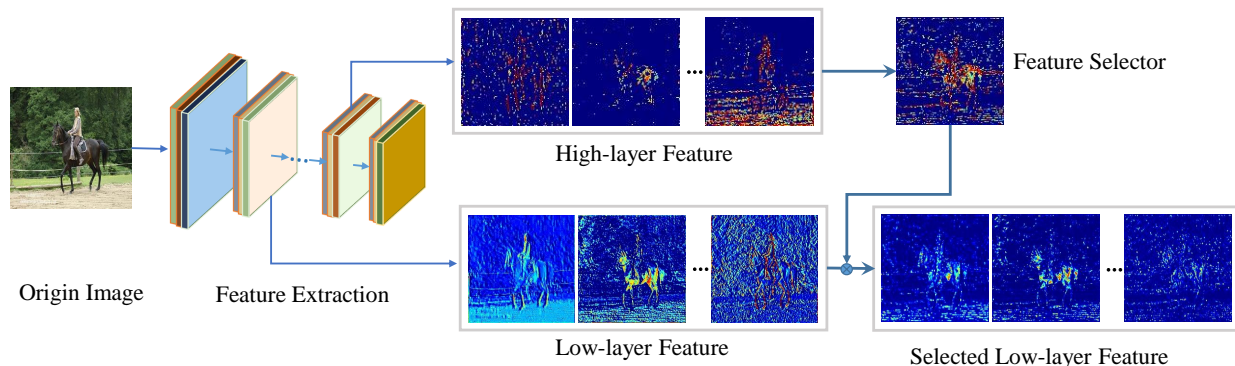 Feature Selector
High-layer Feature
Origin Image
Feature Extraction
Low-layer Feature
Selected Low-layer Feature